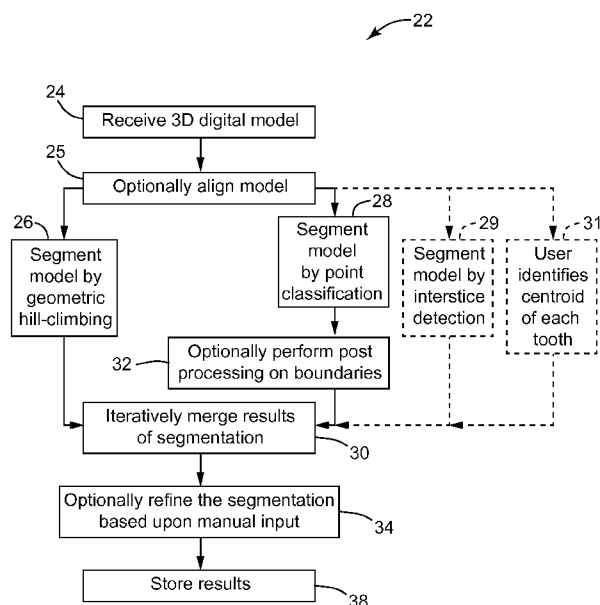 22
24
Receive 3D digital model
25
Optionally align model
26
Segment
model by
geometric
hill-climbing
28
Segment
model
by point
classification
29
Segment
model by
interstice
detection
31
User
identifies
centroid
of each
tooth
32
Optionally perform post
processing on boundaries
Iteratively merge results
of segmentation
30
Optionally refine the segmentation
based upon manual input
34
Store results
38